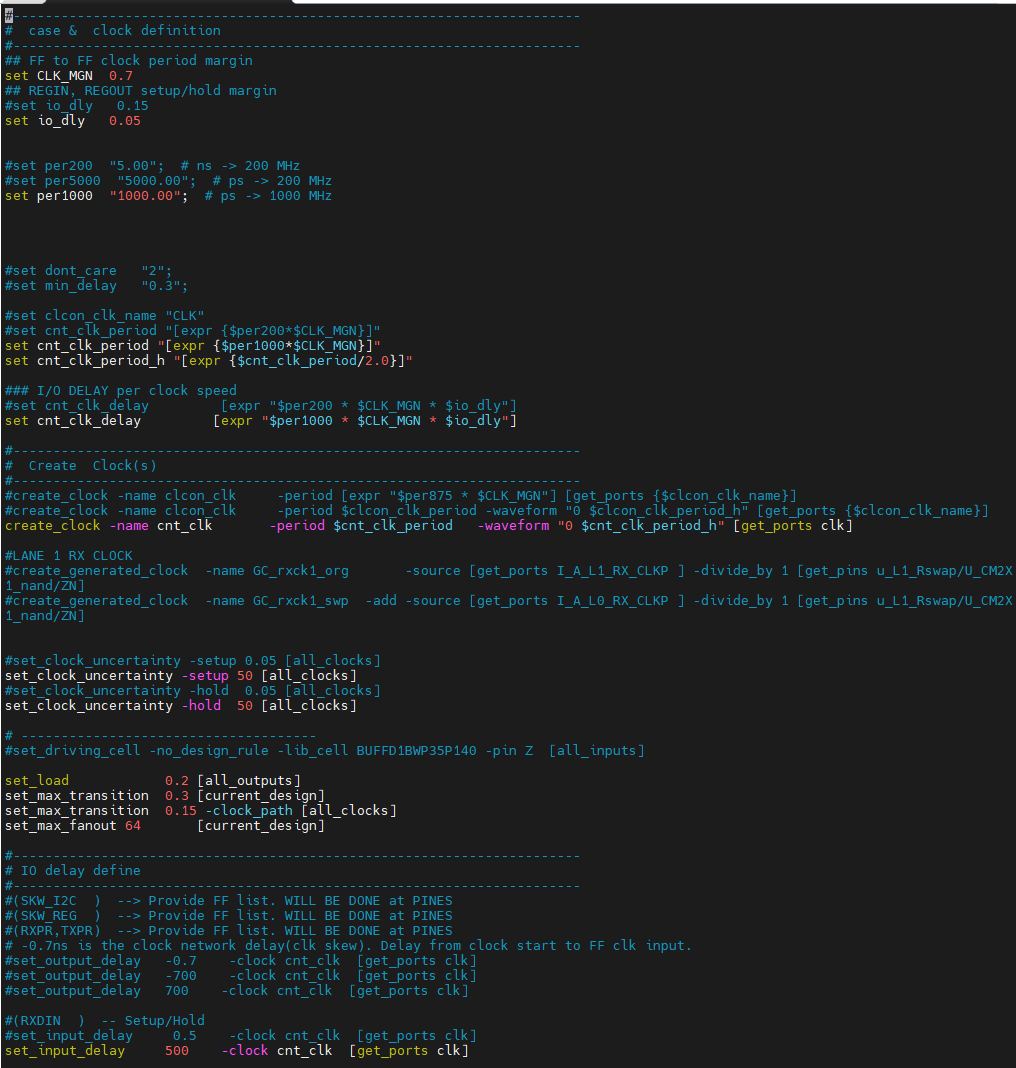 #-----------------------------------------------------------------------
#  case &  clock definition
#-----------------------------------------------------------------------
## FF to FF clock period margin
set CLK_MGN  0.7
## REGIN, REGOUT setup/hold margin
#set io_dly   0.15
set io_dly   0.05
#set per200  "5.00";  # ns -> 200 MHz
#set per5000  "5000.00";  # ps -> 200 MHz
set per1000  "1000.00";  # ps -> 1000 MHz
#set dont_care   "2";
#set min_delay   "0.3";
#set clcon_clk_name "CLK"
#set cnt_clk_period "[expr {$per200*$CLK_MGN}]"
set cnt_clk_period "[expr {$per1000*$CLK_MGN}]"
set cnt_clk_period_h "[expr {$cnt_clk_period/2.0}]"
### I/O DELAY per clock speed
#set cnt_clk_delay         [expr "$per200 * $CLK_MGN * $io_dly"]
set cnt_clk_delay         [expr "$per1000 * $CLK_MGN * $io_dly"]
#-----------------------------------------------------------------------
#  Create  Clock(s)
#-----------------------------------------------------------------------
#create_clock -name clcon_clk     -period [expr "$per875 * $CLK_MGN"] [get_ports {$clcon_clk_name}]
#create_clock -name clcon_clk     -period $clcon_clk_period -waveform "0 $clcon_clk_period_h" [get_ports {$clcon_clk_name}]
create_clock -name cnt_clk       -period $cnt_clk_period   -waveform "0 $cnt_clk_period_h" [get_ports clk]
#LANE 1 RX CLOCK
#create_generated_clock  -name GC_rxck1_org       -source [get_ports I_A_L1_RX_CLKP ] -divide_by 1 [get_pins u_L1_Rswap/U_CM2X
1_nand/ZN]
#create_generated_clock  -name GC_rxck1_swp  -add -source [get_ports I_A_L0_RX_CLKP ] -divide_by 1 [get_pins u_L1_Rswap/U_CM2X
1_nand/ZN]
#set_clock_uncertainty -setup 0.05 [all_clocks]
set_clock_uncertainty -setup 50 [all_clocks]
#set_clock_uncertainty -hold  0.05 [all_clocks]
set_clock_uncertainty -hold  50 [all_clocks]
# -------------------------------------
#set_driving_cell -no_design_rule -lib_cell BUFFD1BWP35P140 -pin Z  [all_inputs]
set_load            0.2 [all_outputs]
set_max_transition  0.3 [current_design]
set_max_transition  0.15 -clock_path [all_clocks]
set_max_fanout 64       [current_design]
#-----------------------------------------------------------------------
# IO delay define
#-----------------------------------------------------------------------
#(SKW_I2C  )  --> Provide FF list. WILL BE DONE at PINES
#(SKW_REG  )  --> Provide FF list. WILL BE DONE at PINES
#(RXPR,TXPR)  --> Provide FF list. WILL BE DONE at PINES
# -0.7ns is the clock network delay(clk skew). Delay from clock start to FF clk input.
#set_output_delay   -0.7    -clock cnt_clk  [get_ports clk]
#set_output_delay   -700    -clock cnt_clk  [get_ports clk]
#set_output_delay   700    -clock cnt_clk  [get_ports clk]
#(RXDIN  )  -- Setup/Hold
#set_input_delay     0.5    -clock cnt_clk  [get_ports clk]
set_input_delay     500    -clock cnt_clk  [get_ports clk]